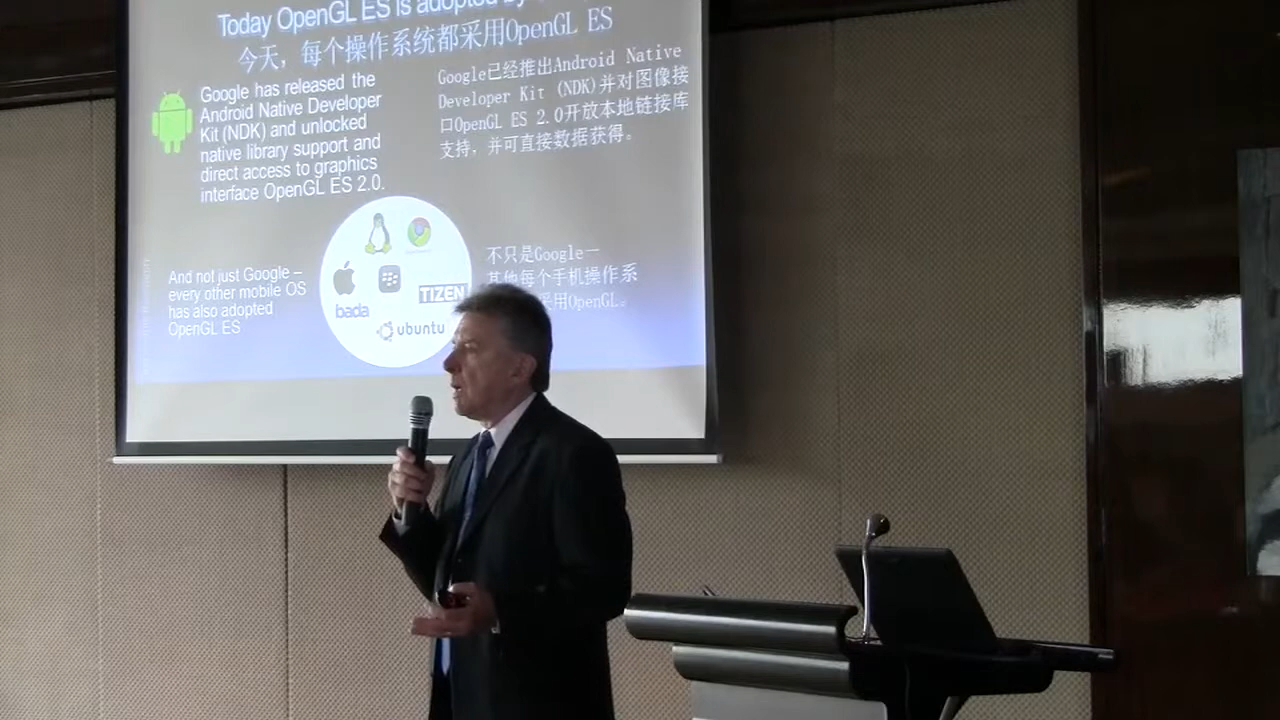 Today OpenGL ES is adopted by
今天，每个操作系统都采用OpenGL ES
Google has released the
Android Native Developer
Kit (NDK) and unlocked
native library support and
direct access to graphics
interface OpenGL ES 2.0.
Google已经推出Android Native
Developer Kit (NDK)并对图像接
口OpenGL ES 2.0开放本地链接库
支持，并可直接数据获得。
And not just Google –
every other mobile OS
has also adopted
OpenGL ES
TIZEN
bada
ubuntu
不只是Google一
其他每个手机操作系
采用OpenGL。